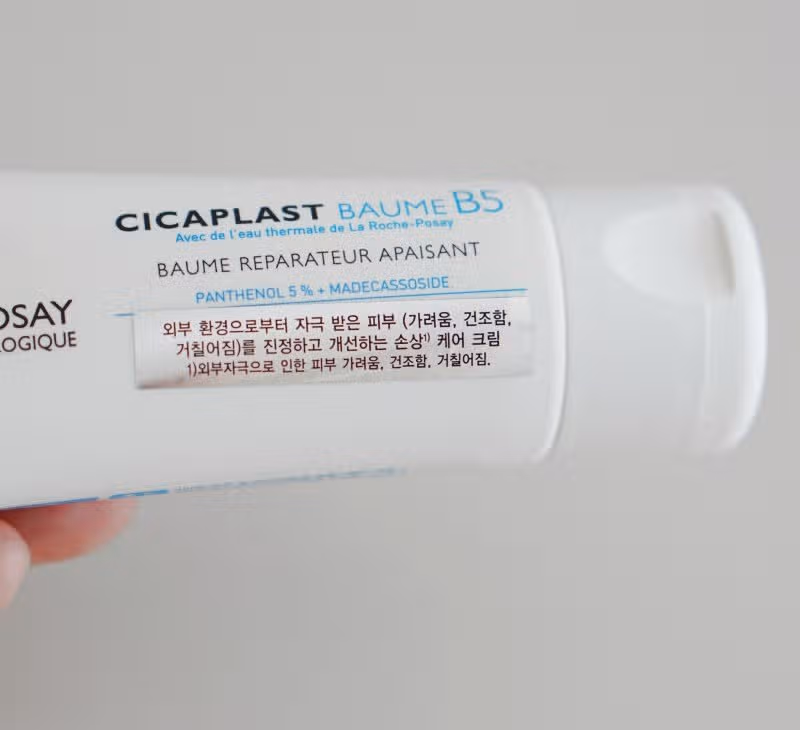 CICAPLAST BAUME B5
Avec de l'eau thermale de La Roche-Posay
BAUME REPARATEUR APAISANT
PANTHENOL 5 % + MADECASSOSIDE
외부 환경으로부터 자극 받은 피부 (가려움, 건조함,
거칠어짐)를 진정하고 개선하는 손상¹⁾ 케어 크림
1)외부자극으로 인한 피부 가려움, 건조함, 거칠어짐.
OSAY
OGIQUE